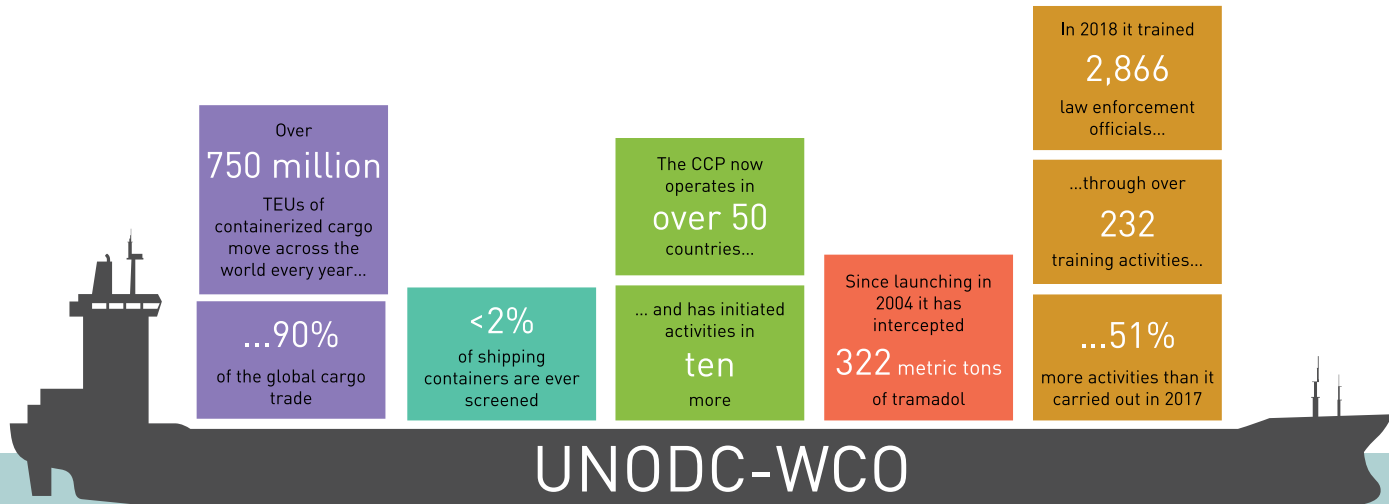 Over
750 million
TEUs of
containerized cargo
move across the
world every year...
...90%
of the global cargo
trade
<2%
of shipping
containers are ever
screened
The CCP now
operates in
over 50
countries...
... and has initiated
activities in
ten
more
Since launching in
2004 it has
intercepted
322 metric tons
of tramadol
In 2018 it trained
2,866
law enforcement
officials...
...through over
232
training activities...
...51%
more activities than it
carried out in 2017
UNODC-WCO